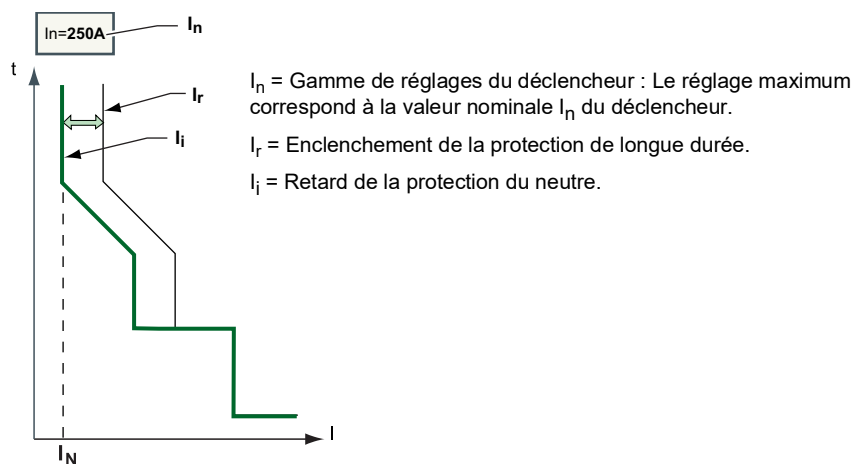 In=250A
In
t
Ir
Ii
In = Gamme de réglages du déclencheur : Le réglage maximum
correspond à la valeur nominale In du déclencheur.
Ir = Enclenchement de la protection de longue durée.
Ii = Retard de la protection du neutre.
I
IN